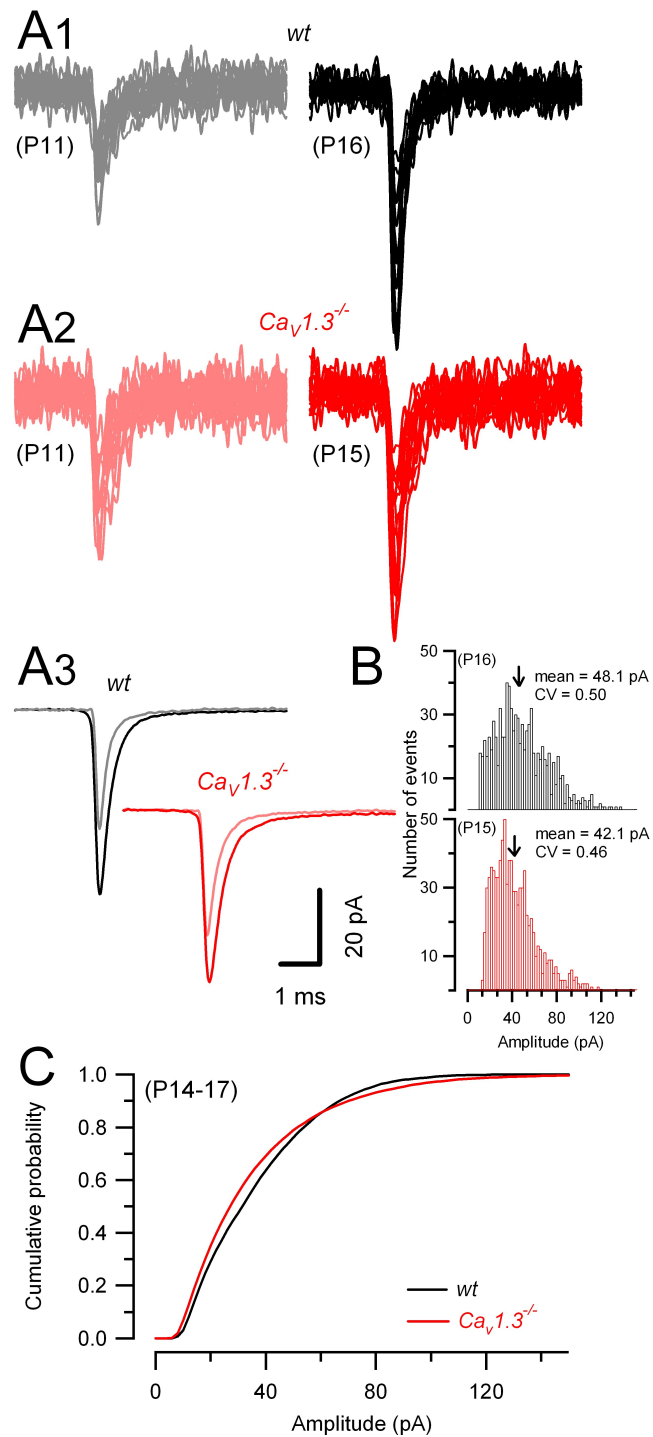 A1
wt
(P11)
(P16)
A2
CaV1.3-/-
(P11)
(P15)
A3
wt
CaV1.3-/-
20 pA
1 ms
B
50
(P16)
mean = 48.1 pA
CV = 0.50
30
10
Number of events
50
(P15)
mean = 42.1 pA
CV = 0.46
30
10
0 40 80 120
Amplitude (pA)
C
(P14-17)
1.0
0.8
0.6
0.4
0.2
0.0
Cumulative probability
wt
Cav1.3-/-
0 40 80 120
Amplitude (pA)